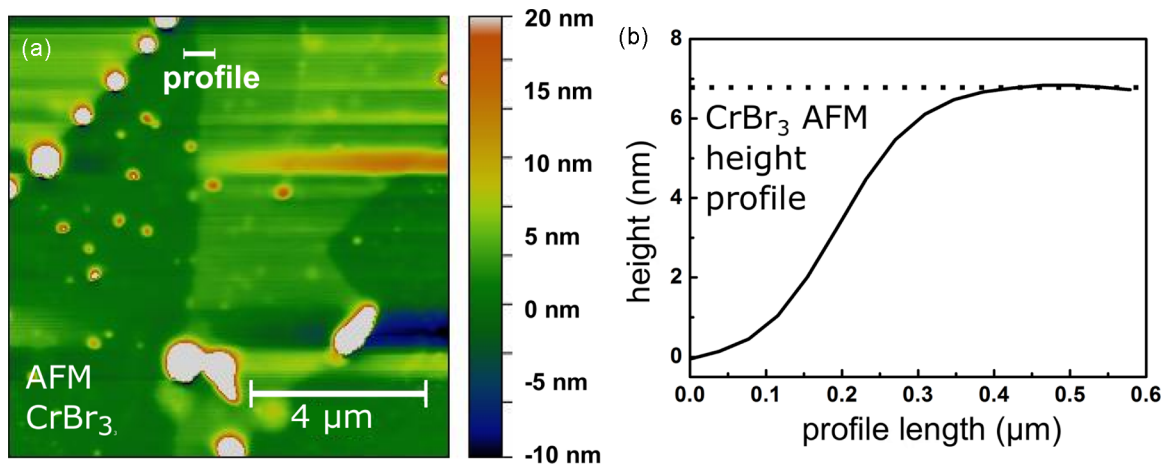 (a)
profile
AFM
CrBr₃
4 µm
20 nm
15 nm
10 nm
5 nm
0 nm
-5 nm
-10 nm
(b)
8
6
4
2
0
height (nm)
CrBr₃ AFM
height
profile
0.0 0.1 0.2 0.3 0.4 0.5 0.6
profile length (µm)